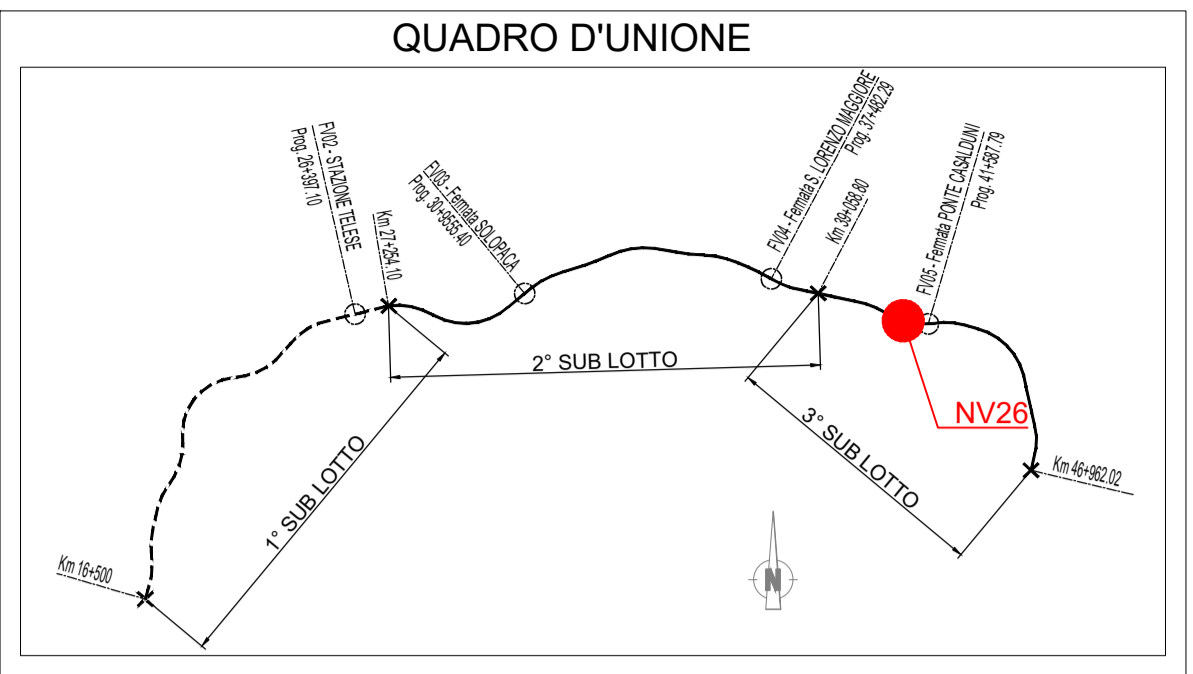 QUADRO D'UNIONE
FV02 - STAZIONE TELESE
Prog. 26+397.10
Km 27+254.10
FV03 - Fermata SOLOPACA
Prog. 30+9555.40
FV04 - Fermata S. LORENZO MAGGIORE
Prog. 37+482.29
Km 39+058.80
FV05 - Fermata PONTE CASALDUNI
Prog. 41+587.79
2° SUB LOTTO
NV26
1° SUB LOTTO
3° SUB LOTTO
Km 46+962.02
Km 16+500
N